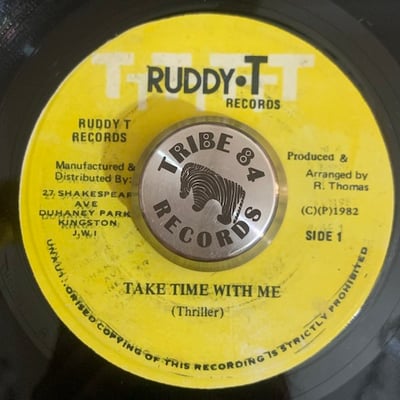 RUDDY•T
RECORDS
RUDDY T
RECORDS
Manufactured &
Distributed By:
27 SHAKESPEAR
AVE
DUHANEY PARK
KINGSTON
J.W.I
TRIBE 84
RECORDS
Produced &
Arranged by
R. Thomas
(C)(P)1982
SIDE 1
TAKE TIME WITH ME
(Thriller)
UNAUTHORISED COPYING OF THIS RECORDING IS STRICTLY PROHIBITED